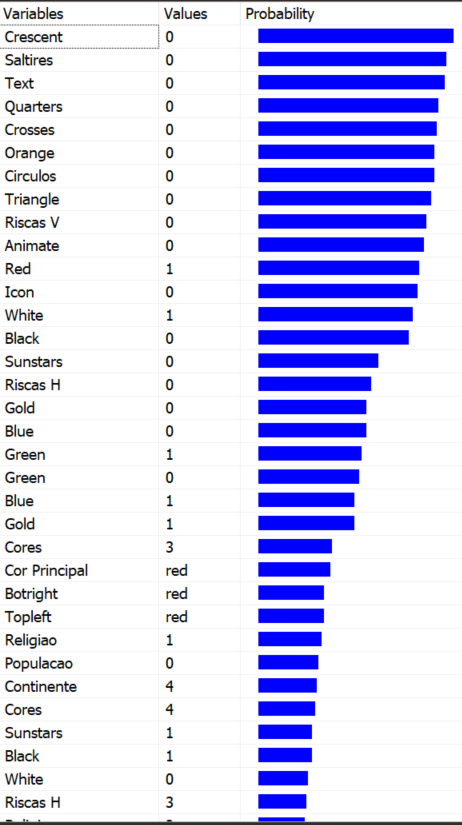 Variables Values Probability
Crescent 0
Saltires 0
Text 0
Quarters 0
Crosses 0
Orange 0
Circulos 0
Triangle 0
Riscas V 0
Animate 0
Red 1
Icon 0
White 1
Black 0
Sunstars 0
Riscas H 0
Gold 0
Blue 0
Green 1
Green 0
Blue 1
Gold 1
Cores 3
Cor Principal red
Botright red
Topleft red
Religiao 1
Populacao 0
Continente 4
Cores 4
Sunstars 1
Black 1
White 0
Riscas H 3